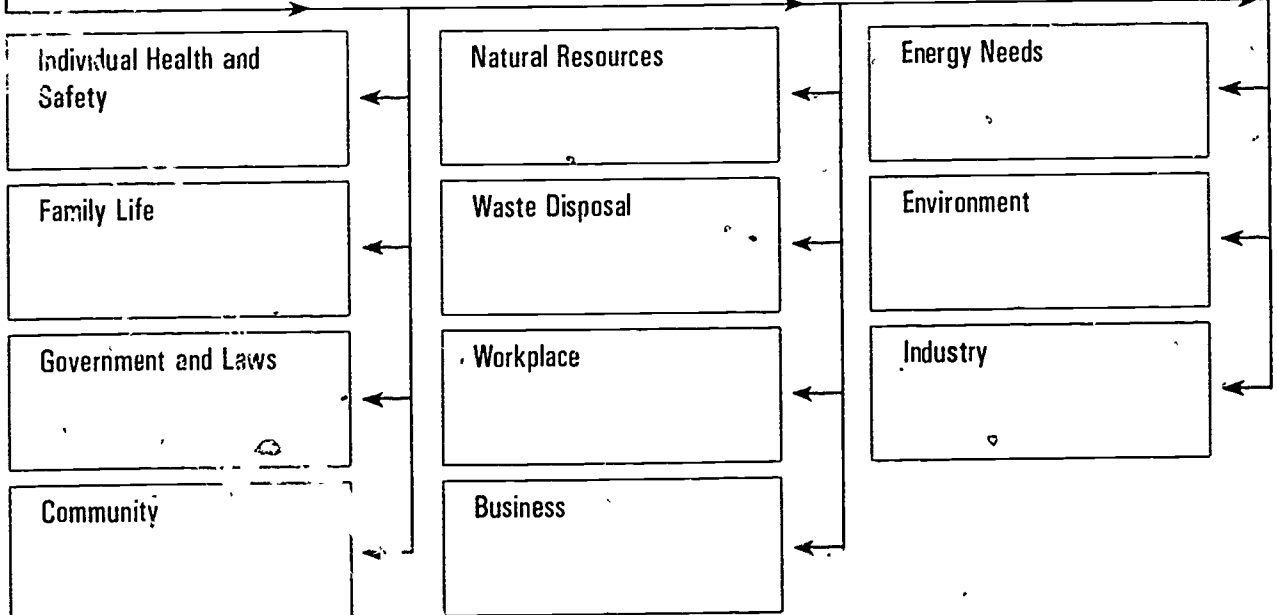 Individual Health and
Safety
Family Life
Government and Laws
Community
Natural Resources
Waste Disposal
Workplace
Business
Energy Needs
Environment
Industry